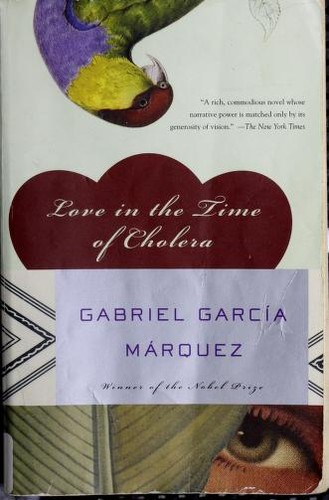 “A rich, commodious novel whose
narrative power is matched only by its
generosity of vision.” —The New York Times
Love in the Time
of Cholera
GABRIEL GARCÍA
MÁRQUEZ
Winner of the Nobel Prize